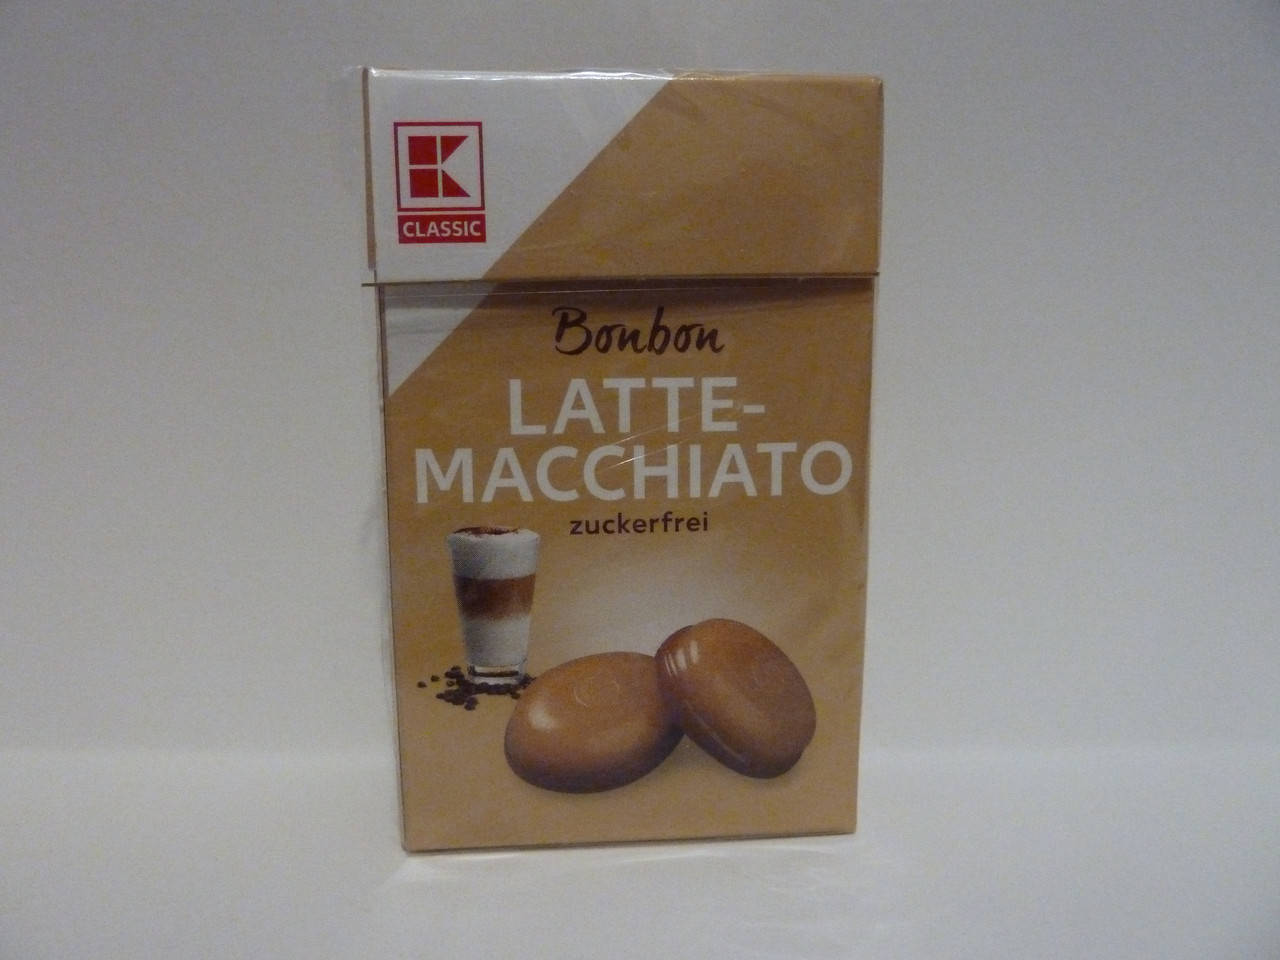 K
CLASSIC
Bonbon
LATTE-
MACCHIATO
zuckerfrei